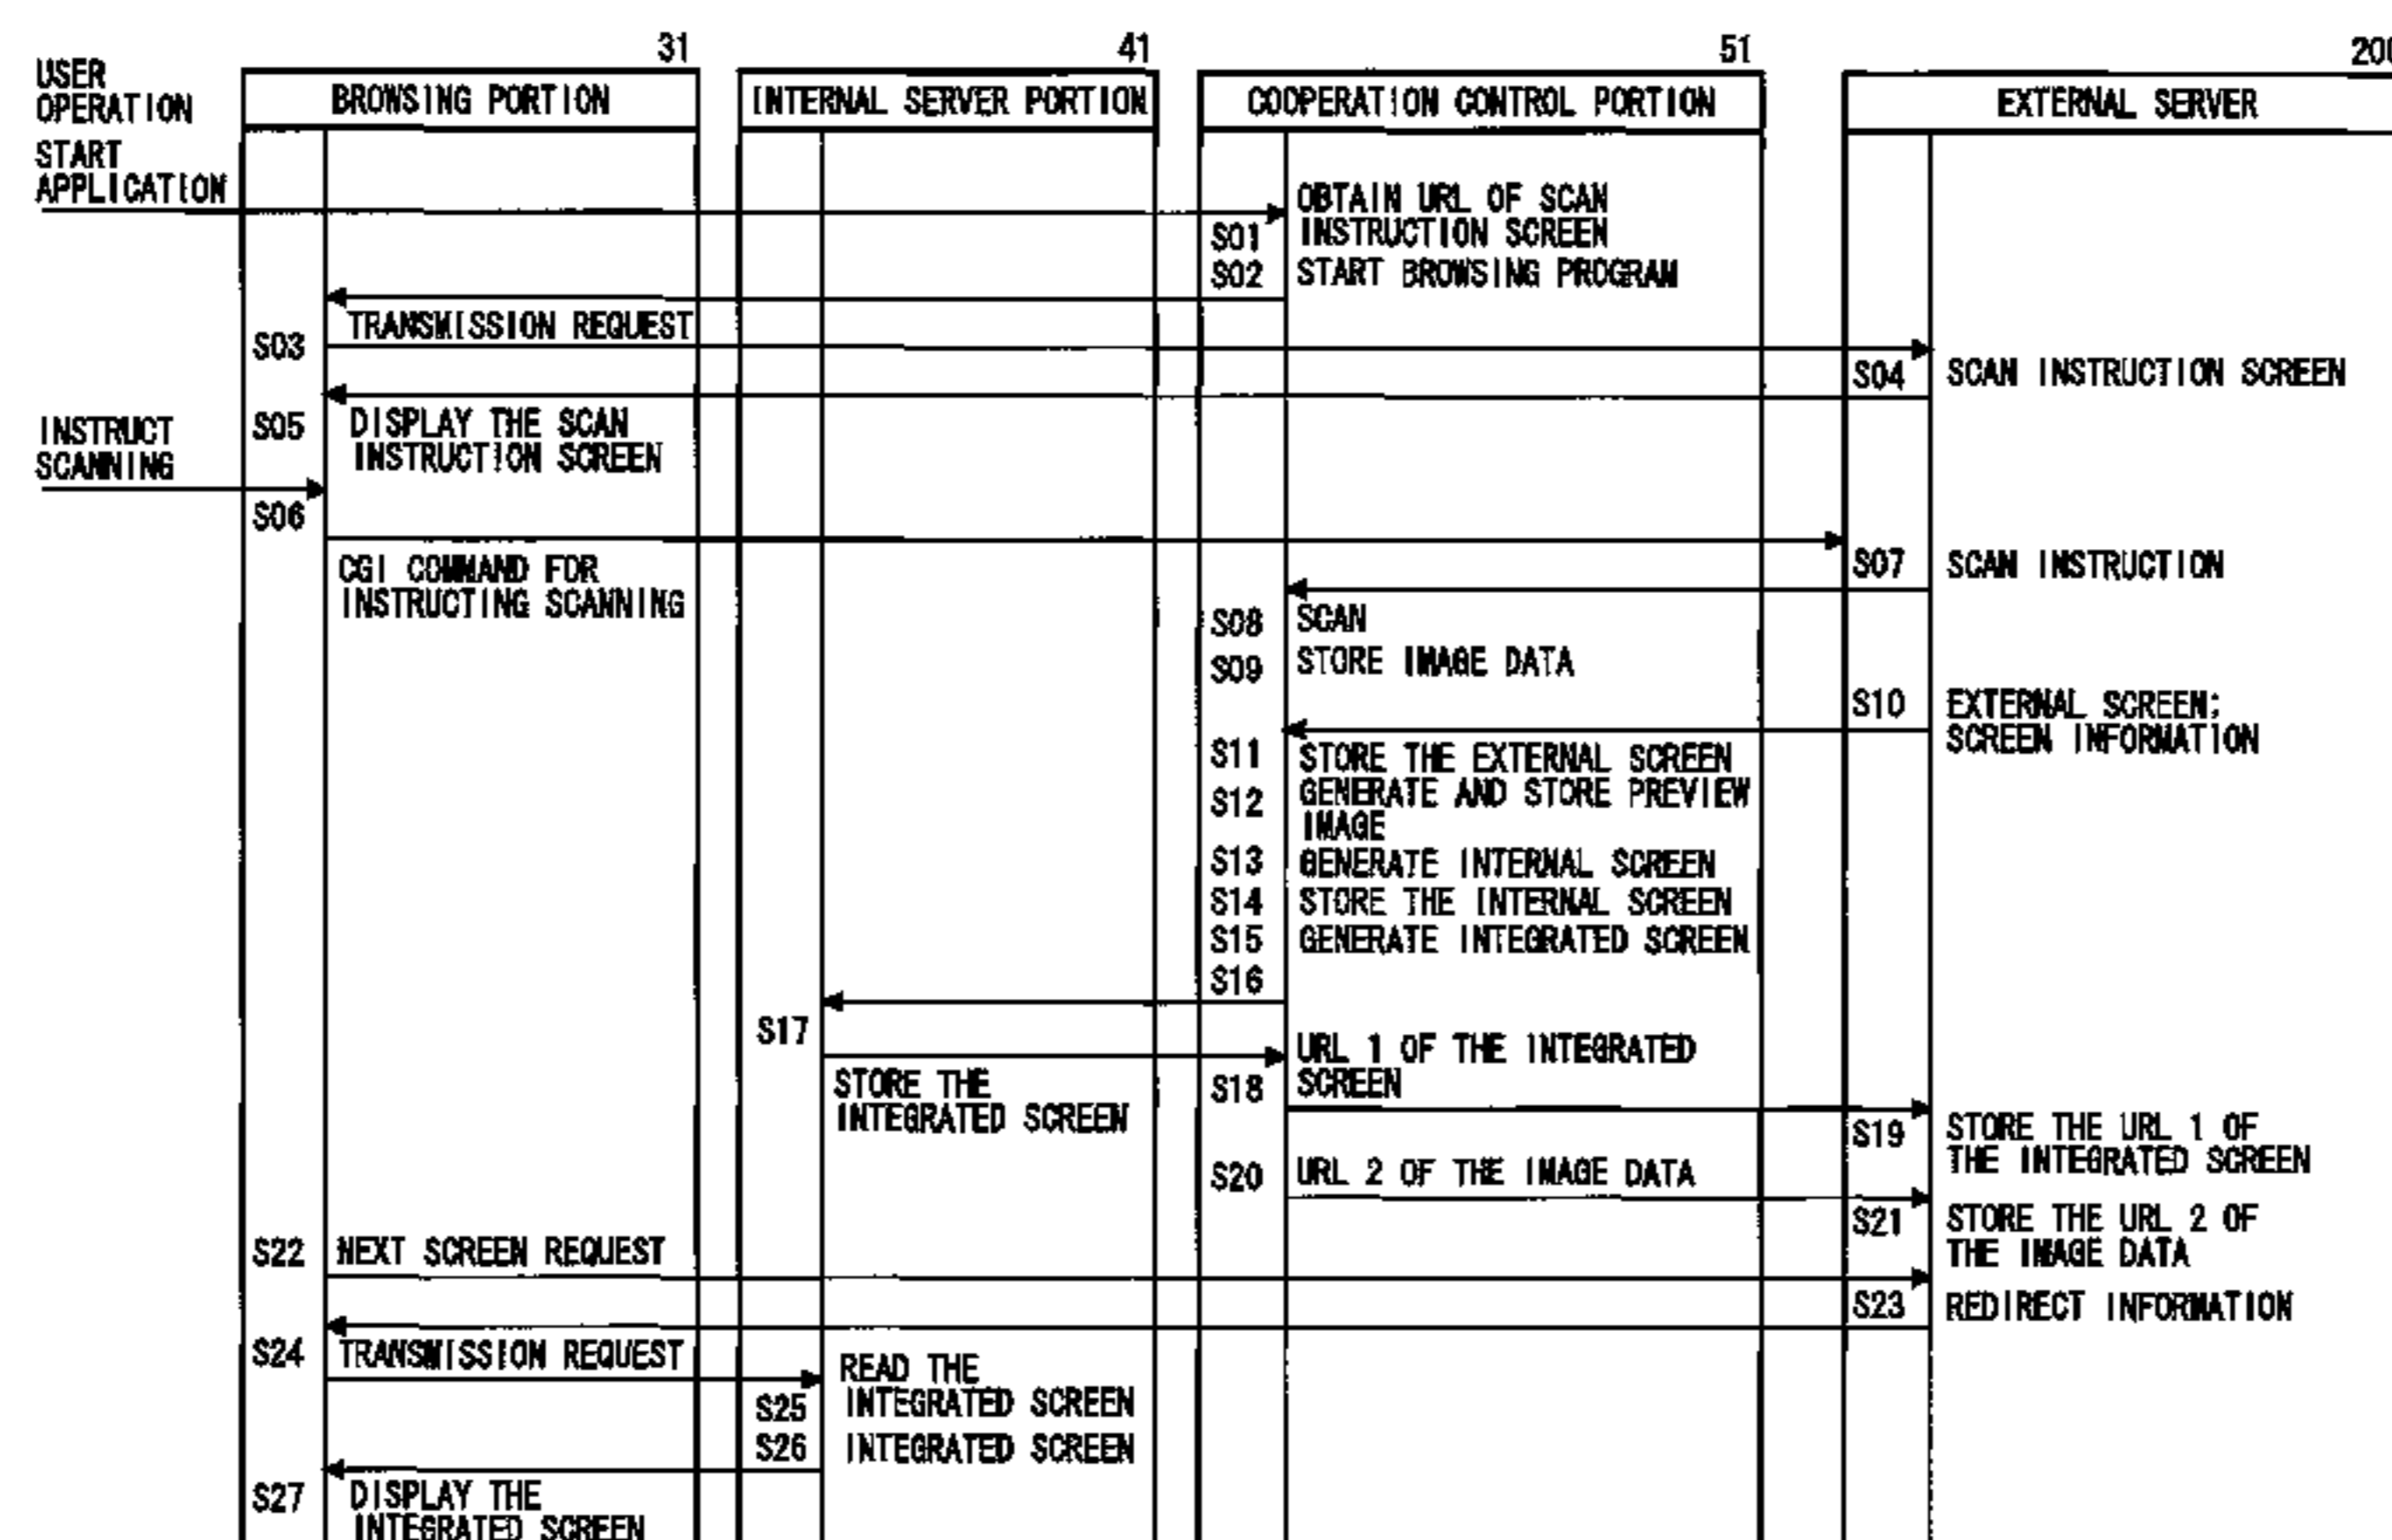 31
41
51
200
USER
OPERATION
BROWSING PORTION
INTERNAL SERVER PORTION
COOPERATION CONTROL PORTION
EXTERNAL SERVER
START
APPLICATION
OBTAIN URL OF SCAN
S01 INSTRUCTION SCREEN
S02 START BROWSING PROGRAM
TRANSMISSION REQUEST
S03
S04 SCAN INSTRUCTION SCREEN
INSTRUCT
SCANNING
S05 DISPLAY THE SCAN
INSTRUCTION SCREEN
S06
CGI COMMAND FOR
INSTRUCTING SCANNING
S07 SCAN INSTRUCTION
S08 SCAN
S09 STORE IMAGE DATA
S10 EXTERNAL SCREEN;
SCREEN INFORMATION
S11 STORE THE EXTERNAL SCREEN
S12 GENERATE AND STORE PREVIEW
IMAGE
S13 GENERATE INTERNAL SCREEN
S14 STORE THE INTERNAL SCREEN
S15 GENERATE INTEGRATED SCREEN
S16
S17
STORE THE
INTEGRATED SCREEN
URL 1 OF THE INTEGRATED
S18 SCREEN
S19 STORE THE URL 1 OF
THE INTEGRATED SCREEN
S20 URL 2 OF THE IMAGE DATA
S21 STORE THE URL 2 OF
THE IMAGE DATA
S22 NEXT SCREEN REQUEST
S23 REDIRECT INFORMATION
S24 TRANSMISSION REQUEST
READ THE
S25 INTEGRATED SCREEN
S26 INTEGRATED SCREEN
S27 DISPLAY THE
INTEGRATED SCREEN